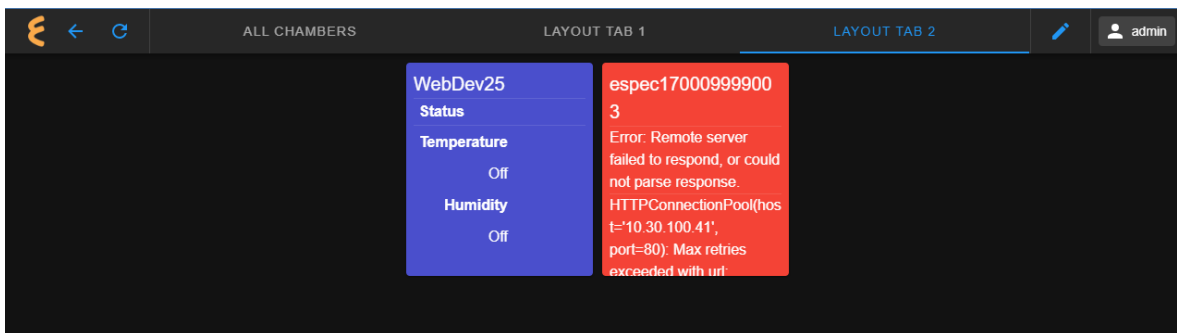 ALL CHAMBERS
LAYOUT TAB 1
LAYOUT TAB 2
admin
WebDev25
Status
Temperature
Off
Humidity
Off
espec17000999900
3
Error: Remote server
failed to respond, or could
not parse response.
HTTPConnectionPool(hos
t='10.30.100.41',
port=80): Max retries
exceeded with url: